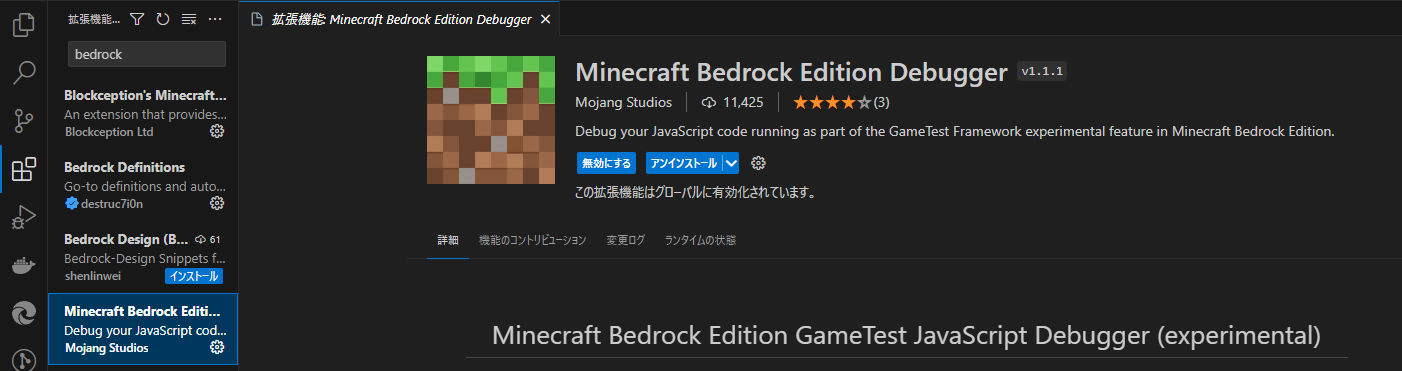 拡張機能...
bedrock
Blockception's Minecraft...
An extension that provides...
Blockception Ltd
Bedrock Definitions
Go-to definitions and auto...
destruc7i0n
Bedrock Design (B... 61
Bedrock-Design Snippets f...
shenlinwei インストール
Minecraft Bedrock Editi...
Debug your JavaScript cod...
Mojang Studios
拡張機能: Minecraft Bedrock Edition Debugger
Minecraft Bedrock Edition Debugger v1.1.1
Mojang Studios 11,425 (3)
Debug your JavaScript code running as part of the GameTest Framework experimental feature in Minecraft Bedrock Edition.
無効にする アンインストール
この拡張機能はグローバルに有効化されています。
詳細 機能のコントリビューション 変更ログ ランタイムの状態
Minecraft Bedrock Edition GameTest JavaScript Debugger (experimental)